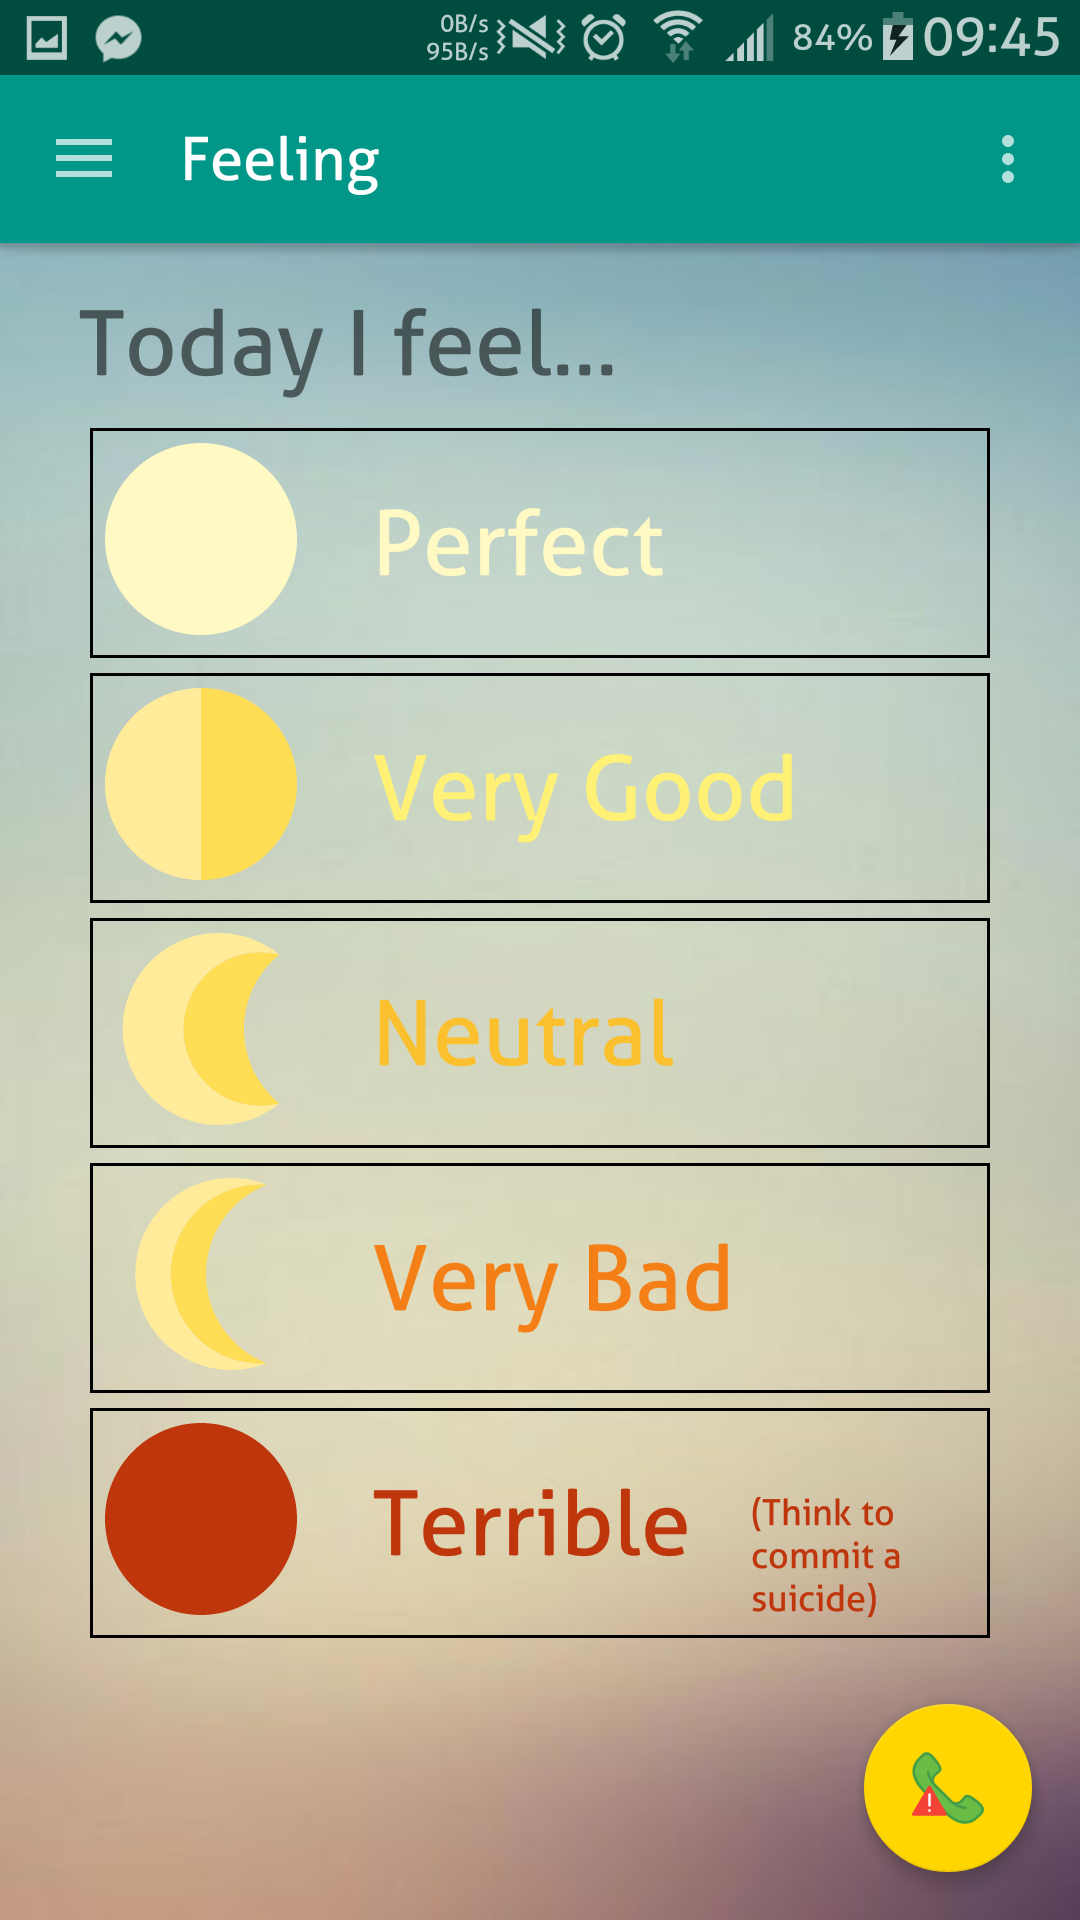 0B/s
95B/s
84%
09:45
Feeling
Today I feel...
Perfect
Very Good
Neutral
Very Bad
Terrible
(Think to
commit a
suicide)